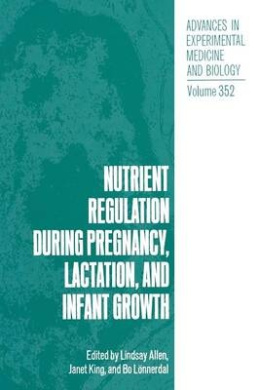 ADVANCES IN
EXPERIMENTAL
MEDICINE
AND BIOLOGY
Volume 352
NUTRIENT
REGULATION
DURING PREGNANCY,
LACTATION, AND
INFANT GROWTH
Edited by Lindsay Allen,
Janet King, and Bo Lönnerdal